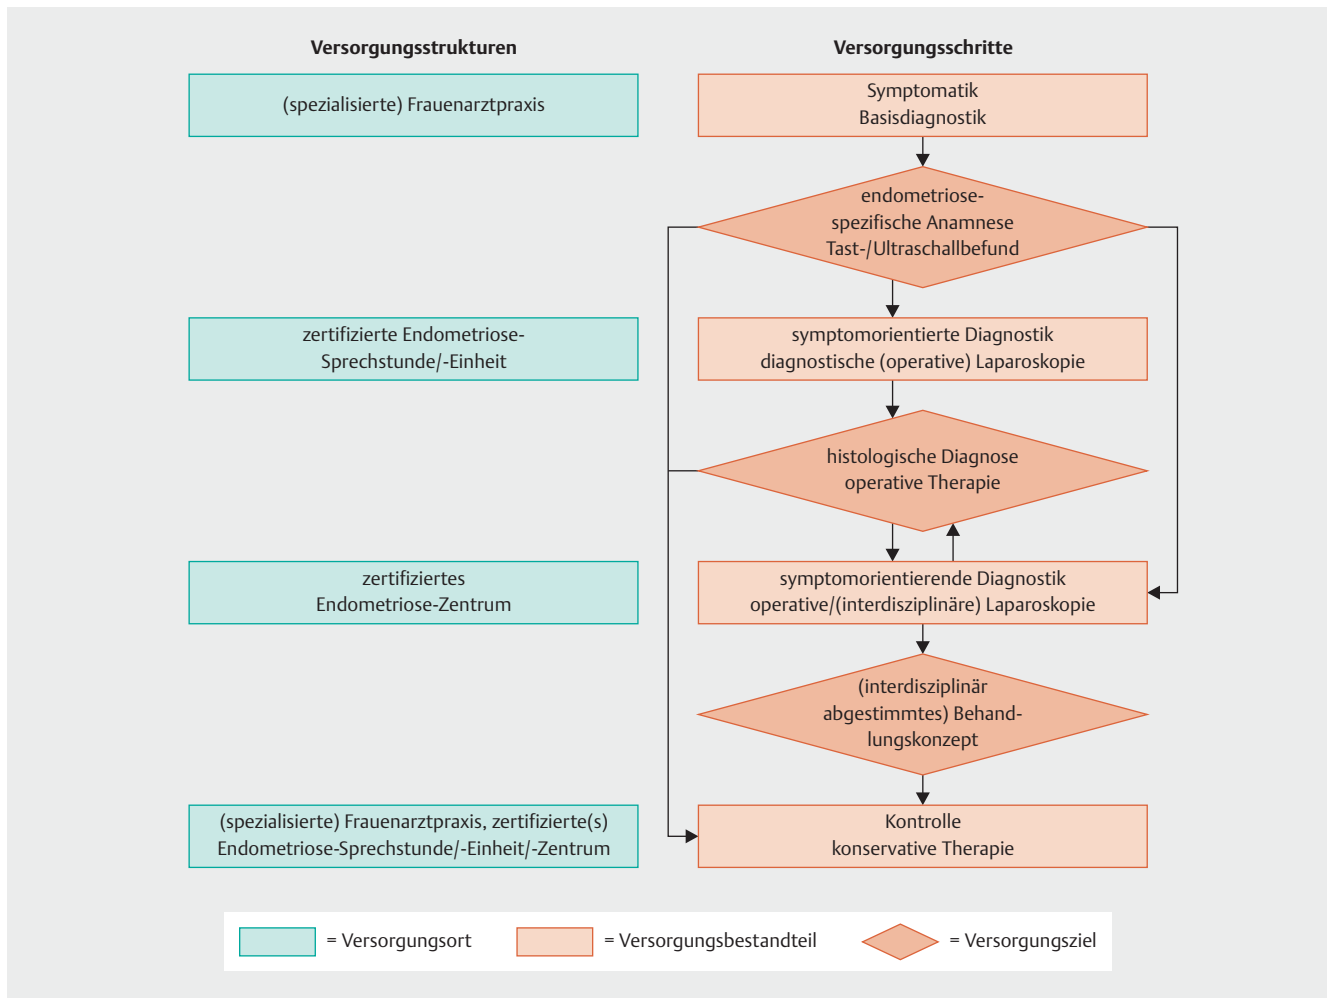 Versorgungsstrukturen
Versorgungsschritte
(spezialisierte) Frauenarztpraxis
Symptomatik
Basisdiagnostik
endometriose-
spezifische Anamnese
Tast-/Ultraschallbefund
zertifizierte Endometriose-
Sprechstunde/-Einheit
symptomorientierte Diagnostik
diagnostische (operative) Laparoskopie
histologische Diagnose
operative Therapie
zertifiziertes
Endometriose-Zentrum
symptomorientierende Diagnostik
operative/(interdisziplinäre) Laparoskopie
(interdisziplinär
abgestimmtes) Behand-
lungskonzept
(spezialisierte) Frauenarztpraxis, zertifizierte(s)
Endometriose-Sprechstunde/-Einheit/-Zentrum
Kontrolle
konservative Therapie
= Versorgungsort
= Versorgungsbestandteil
= Versorgungsziel